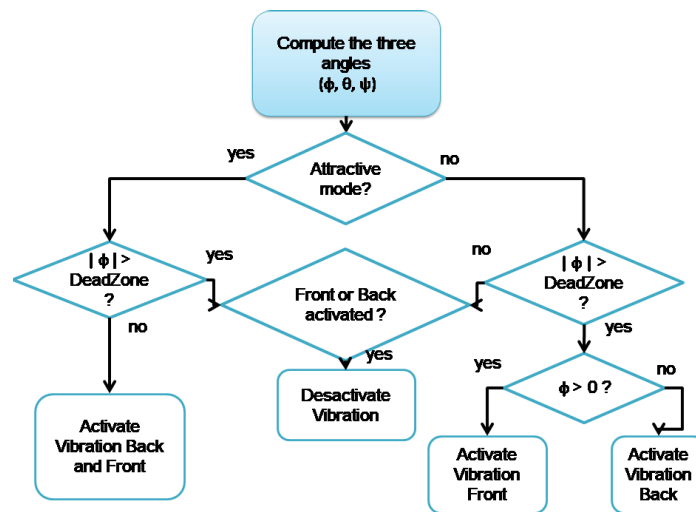 Compute the three
angles
(ϕ, θ, ψ)
yes
Attractive
mode?
no
| ϕ | >
DeadZone
?
yes
no
Front or Back
activated ?
yes
no
| ϕ | >
DeadZone
?
yes
Desactivate
Vibration
Activate
Vibration Back
and Front
yes
ϕ > 0 ?
no
Activate
Vibration
Front
Activate
Vibration
Back